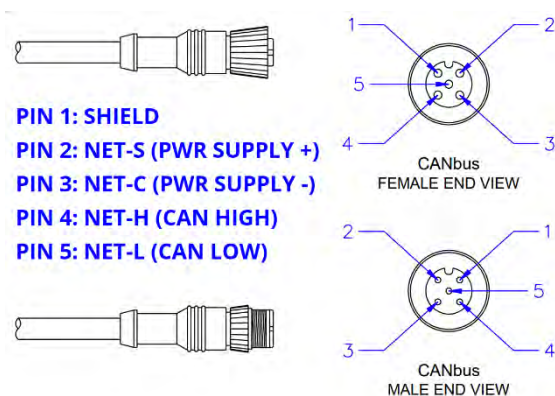 PIN 1: SHIELD
PIN 2: NET-S (PWR SUPPLY +)
PIN 3: NET-C (PWR SUPPLY -)
PIN 4: NET-H (CAN HIGH)
PIN 5: NET-L (CAN LOW)
1 2
5
4 3
CANbus
FEMALE END VIEW
2 1
5
3 4
CANbus
MALE END VIEW